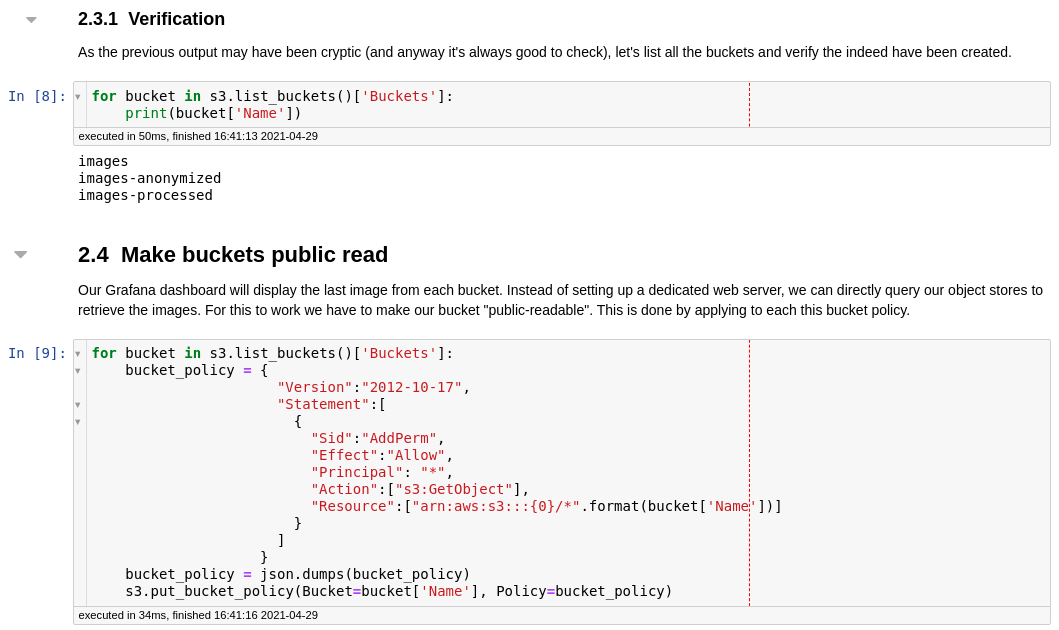 2.3.1 Verification
As the previous output may have been cryptic (and anyway it's always good to check), let's list all the buckets and verify the indeed have been created.
In [8]: for bucket in s3.list_buckets()['Buckets']:
    print(bucket['Name'])
executed in 50ms, finished 16:41:13 2021-04-29
images
images-anonymized
images-processed
2.4 Make buckets public read
Our Grafana dashboard will display the last image from each bucket. Instead of setting up a dedicated web server, we can directly query our object stores to
retrieve the images. For this to work we have to make our bucket "public-readable". This is done by applying to each this bucket policy.
In [9]: for bucket in s3.list_buckets()['Buckets']:
    bucket_policy = {
                      "Version":"2012-10-17",
                      "Statement":[
                        {
                          "Sid":"AddPerm",
                          "Effect":"Allow",
                          "Principal": "*",
                          "Action":["s3:GetObject"],
                          "Resource":["arn:aws:s3:::{0}/*".format(bucket['Name'])]
                        }
                      ]
                    }
    bucket_policy = json.dumps(bucket_policy)
    s3.put_bucket_policy(Bucket=bucket['Name'], Policy=bucket_policy)
executed in 34ms, finished 16:41:16 2021-04-29